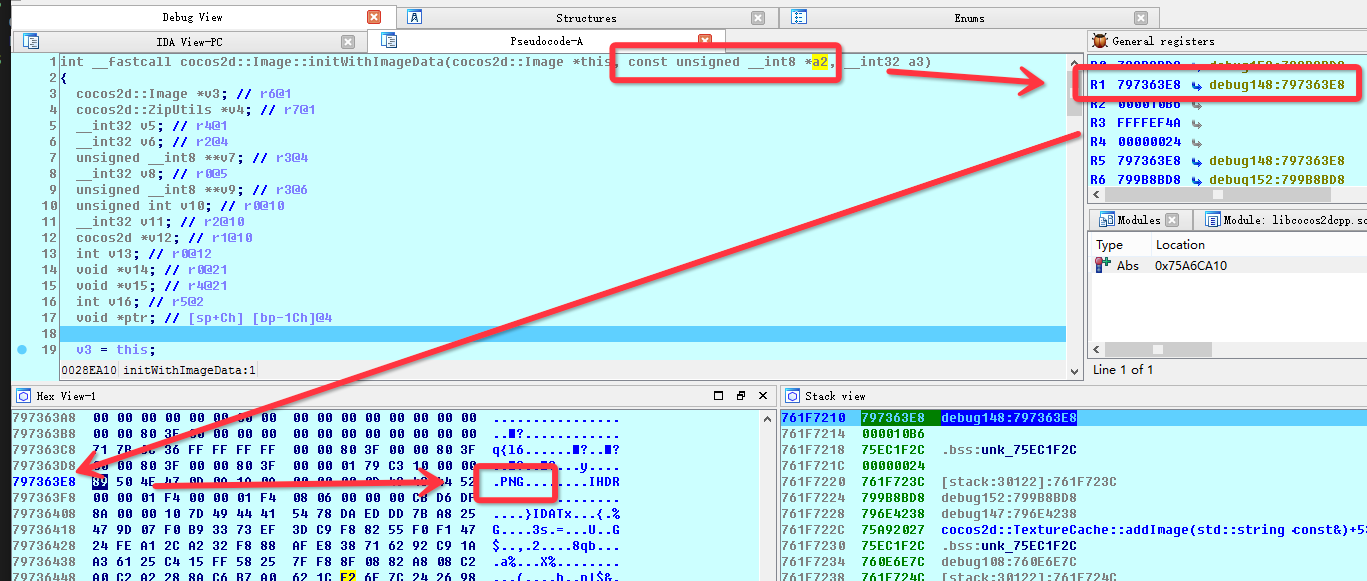 Debug View
Structures
Enums
IDA View-PC
Pseudocode-A
General registers
1 int __fastcall cocos2d::Image::initWithImageData(cocos2d::Image *this, const unsigned __int8 *a2, __int32 a3)
2 {
3 cocos2d::Image *v3; // r6@1
4 cocos2d::ZipUtils *v4; // r7@1
5 __int32 v5; // r4@1
6 __int32 v6; // r2@4
7 unsigned __int8 **v7; // r3@4
8 __int32 v8; // r0@5
9 unsigned __int8 **v9; // r3@6
10 unsigned int v10; // r0@10
11 __int32 v11; // r2@10
12 cocos2d *v12; // r1@10
13 int v13; // r0@12
14 void *v14; // r0@21
15 void *v15; // r4@21
16 int v16; // r5@2
17 void *ptr; // [sp+Ch] [bp-1Ch]@4
18
19 v3 = this;
0028EA10 initWithImageData:1
R1 797363E8 debug148:797363E8
R2 000010B6
R3 FFFFEF4A
R4 00000024
R5 797363E8 debug148:797363E8
R6 799B8BD8 debug152:799B8BD8
Modules
Module: libcocos2dcpp.so
Type Location
Abs 0x75A6CA10
Line 1 of 1
Hex View-1
797363A8 00 00 00 00 00 00 00 00 00 00 00 00 00 00 00 00 ................
797363B8 00 00 80 3F 00 00 00 00 00 00 00 00 00 00 00 00
797363C8 71 7B 36 FF FF FF FF 00 00 80 3F 00 00 80 3F
797363D8 00 80 3F 00 00 80 3F 00 00 01 79 C3 10 00 00
797363E8 89 50 4E 47 52 .PNG........IHDR
797363F8 00 00 01 F4 00 00 01 F4 08 06 00 00 00 CB D6 DF
79736408 8A 00 00 10 7D 49 44 41 54 78 DA ED DD 7B A8 25 ....}IDATx...{.%
79736418 47 9D 07 F0 B9 33 73 EF 3D C9 F8 82 55 F0 F1 47 G....3s.=...U..G
79736428 24 FE A1 2C A2 32 F8 88 AF E8 38 71 62 92 C9 1A $..,.2....8qb...
79736438 A3 61 25 C4 15 FF 58 25 7F F8 8F 08 82 A8 08 C2 .a%...X%........
79736448 A0 C2 A2 28 8A C6 B7 A0 62 1C F2 6F 7C 24 26 98
Stack view
761F7210 797363E8 debug148:797363E8
761F7214 000010B6
761F7218 75EC1F2C .bss:unk_75EC1F2C
761F721C 00000024
761F7220 761F723C [stack:30122]:761F723C
761F7224 799B8BD8 debug152:799B8BD8
761F7228 796E4238 debug147:796E4238
761F722C 75A92027 cocos2d::TextureCache::addImage(std::string const&)+5
761F7230 75EC1F2C .bss:unk_75EC1F2C
761F7234 760E6E7C debug108:760E6E7C
761F7238 761F724C [stack:30122]:761F724C